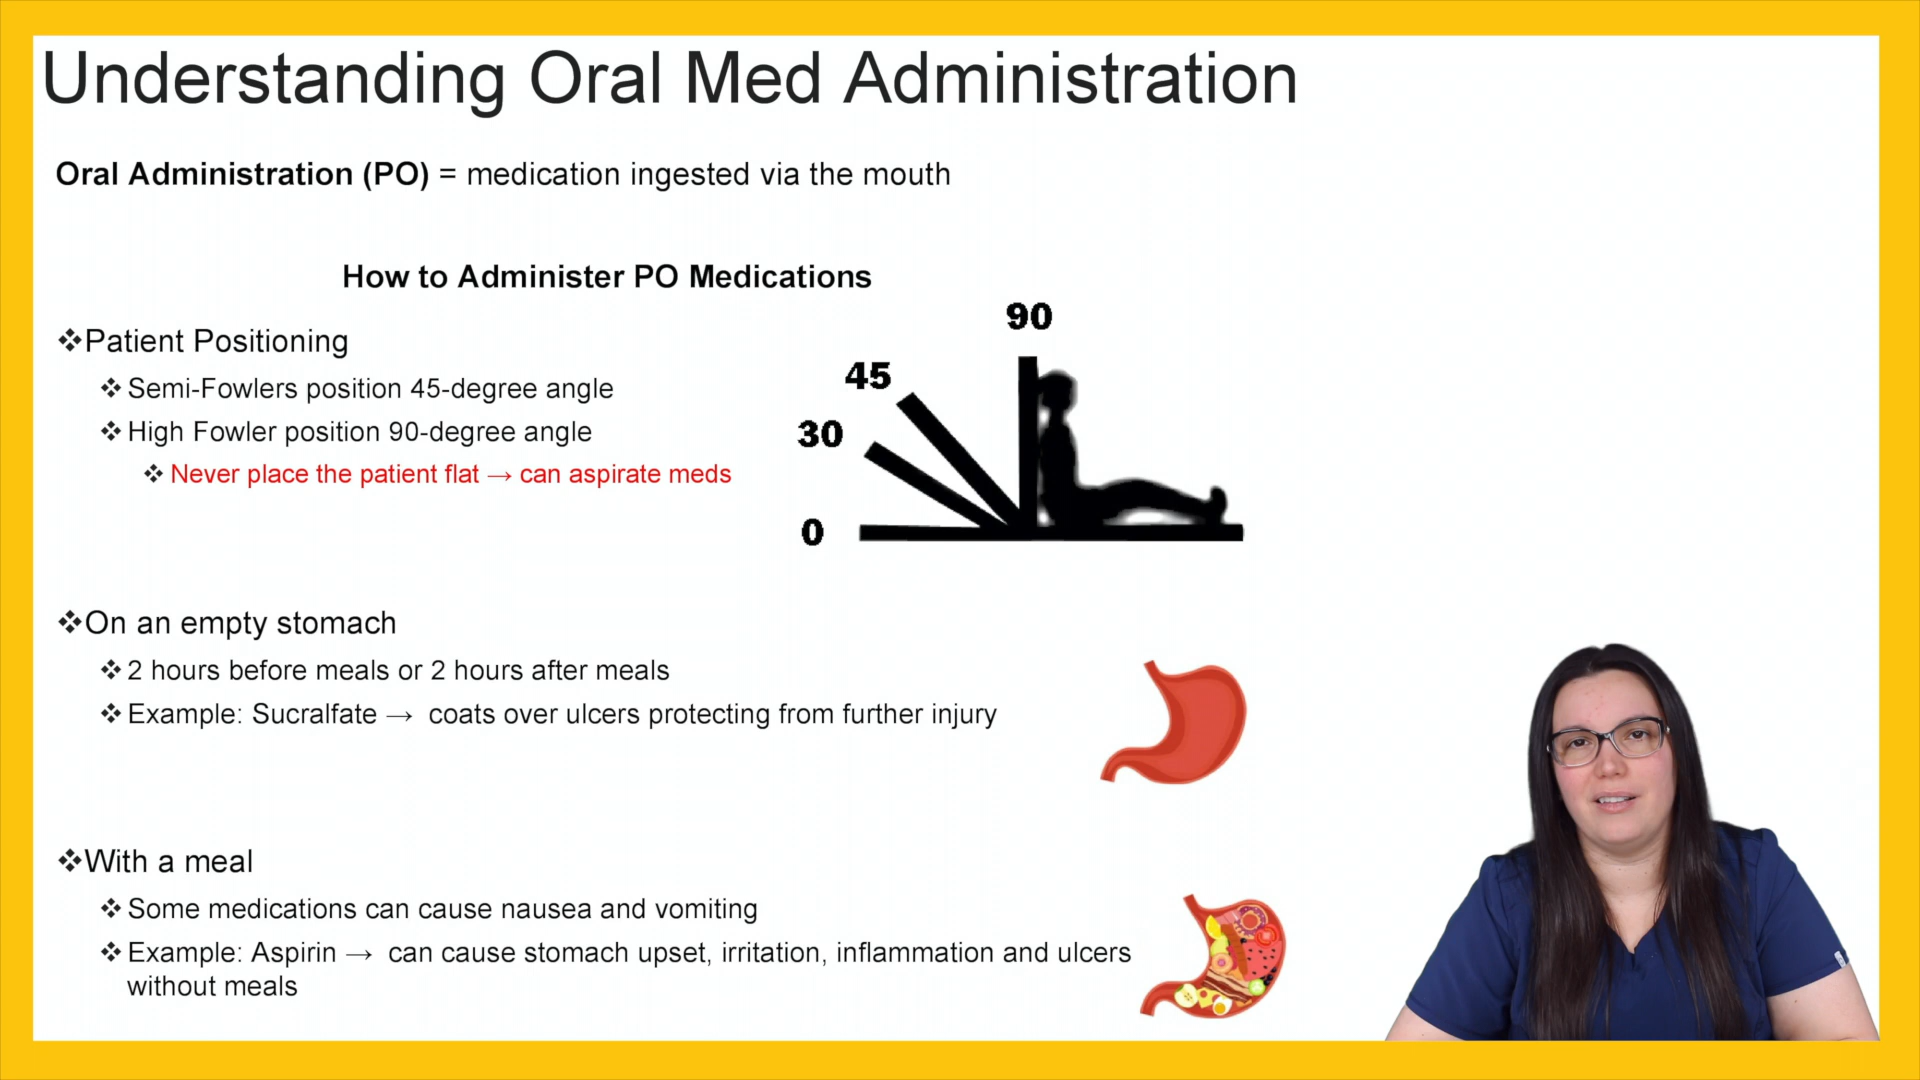 Understanding Oral Med Administration
Oral Administration (PO) = medication ingested via the mouth
How to Administer PO Medications
❖Patient Positioning
❖ Semi-Fowlers position 45-degree angle
❖ High Fowler position 90-degree angle
❖ Never place the patient flat → can aspirate meds
90
45
30
0
❖On an empty stomach
❖ 2 hours before meals or 2 hours after meals
❖ Example: Sucralfate → coats over ulcers protecting from further injury
❖With a meal
❖ Some medications can cause nausea and vomiting
❖ Example: Aspirin → can cause stomach upset, irritation, inflammation and ulcers
without meals